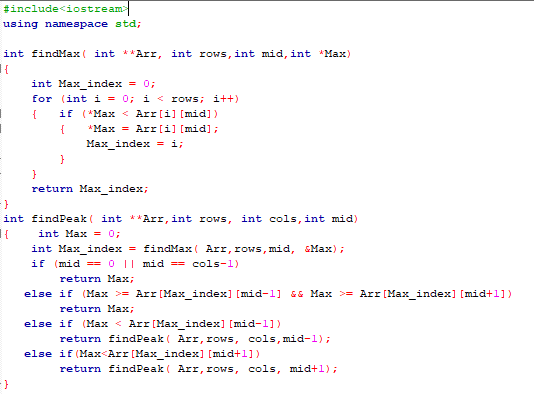 #include<iostream>
using namespace std;

int findMax( int **Arr, int rows,int mid,int *Max)
{
    int Max_index = 0;
    for (int i = 0; i < rows; i++)
    {   if (*Max < Arr[i][mid])
        {   *Max = Arr[i][mid];
            Max_index = i;
        }
    }
    return Max_index;
}
int findPeak( int **Arr,int rows, int cols,int mid)
{    int Max = 0;
    int Max_index = findMax( Arr,rows,mid, &Max);
    if (mid == 0 || mid == cols-1)
        return Max;
   else if (Max >= Arr[Max_index][mid-1] && Max >= Arr[Max_index][mid+1])
        return Max;
   else if (Max < Arr[Max_index][mid-1])
        return findPeak( Arr,rows, cols,mid-1);
   else if(Max<Arr[Max_index][mid+1])
        return findPeak( Arr,rows, cols, mid+1);
}